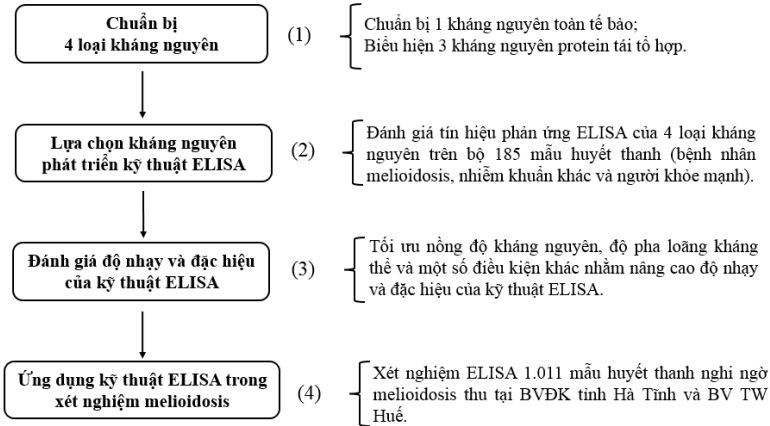 Chuẩn bị
4 loại kháng nguyên
(1)
Chuẩn bị 1 kháng nguyên toàn tế bào;
Biểu hiện 3 kháng nguyên protein tái tổ hợp.
Lựa chọn kháng nguyên
phát triển kỹ thuật ELISA
(2)
Đánh giá tín hiệu phản ứng ELISA của 4 loại kháng
nguyên trên bộ 185 mẫu huyết thanh (bệnh nhân
melioidosis, nhiễm khuẩn khác và người khỏe mạnh).
Đánh giá độ nhạy và đặc hiệu
của kỹ thuật ELISA
(3)
Tối ưu nồng độ kháng nguyên, độ pha loãng kháng
thể và một số điều kiện khác nhằm nâng cao độ nhạy
và đặc hiệu của kỹ thuật ELISA.
Ứng dụng kỹ thuật ELISA trong
xét nghiệm melioidosis
(4)
Xét nghiệm ELISA 1.011 mẫu huyết thanh nghi ngờ
melioidosis thu tại BVĐK tỉnh Hà Tĩnh và BV TW
Huế.